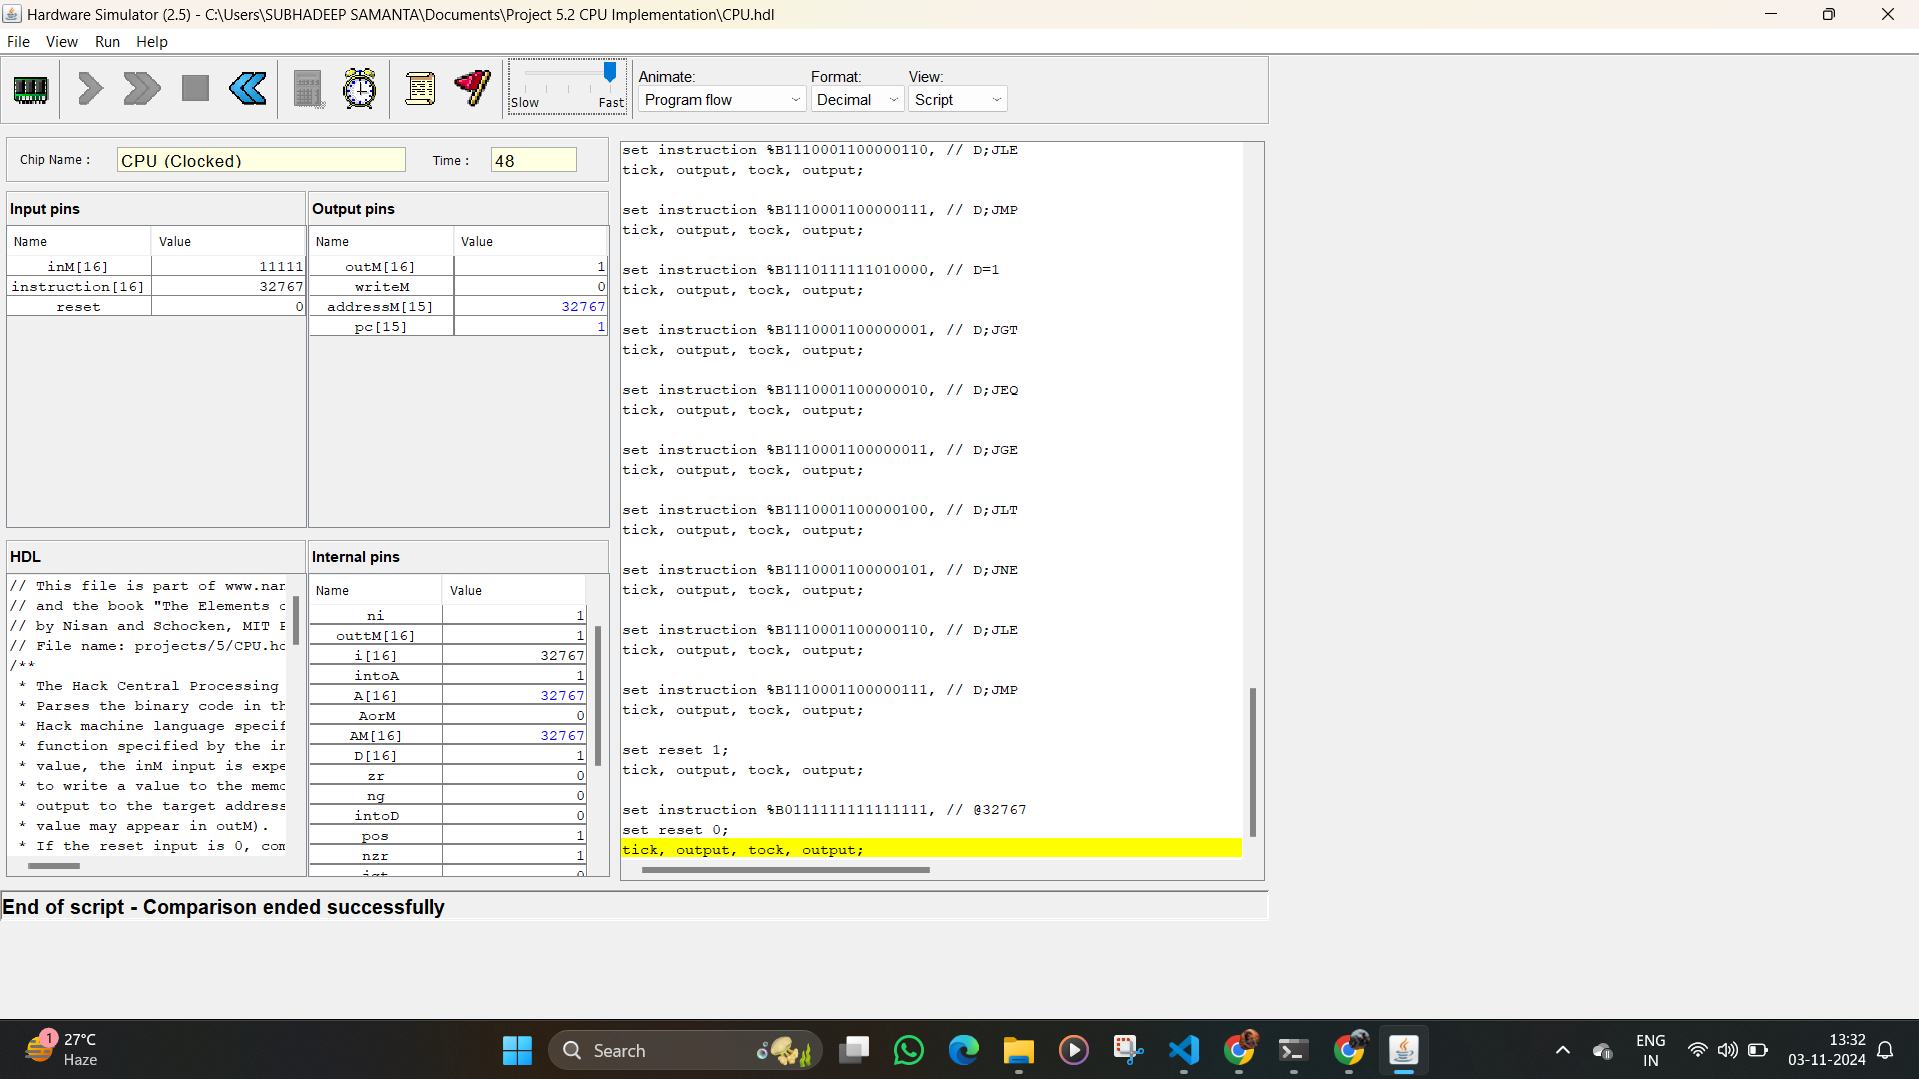 Hardware Simulator (2.5) - C:\Users\SUBHADEEP SAMANTA\Documents\Project 5.2 CPU Implementation\CPU.hdl
File View Run Help
Slow Fast
Animate:
Program flow
Format:
Decimal
View:
Script
Chip Name :
CPU (Clocked)
Time :
48
Input pins
Name Value
inM[16] 11111
instruction[16] 32767
reset 0
Output pins
Name Value
outM[16] 1
writeM 0
addressM[15] 32767
pc[15] 1
HDL
// This file is part of www.nan
// and the book "The Elements o
// by Nisan and Schocken, MIT P
// File name: projects/5/CPU.hd
/**
* The Hack Central Processing
* Parses the binary code in th
* Hack machine language specif
* function specified by the in
* value, the inM input is expe
* to write a value to the memo
* output to the target address
* value may appear in outM).
* If the reset input is 0, com
Internal pins
Name Value
ni 1
outtM[16] 1
i[16] 32767
intoA 1
A[16] 32767
AorM 0
AM[16] 32767
D[16] 1
zr 0
ng 0
intoD 0
pos 1
nzr 1
set instruction %B1110001100000110, // D;JLE
tick, output, tock, output;
set instruction %B1110001100000111, // D;JMP
tick, output, tock, output;
set instruction %B1110111111010000, // D=1
tick, output, tock, output;
set instruction %B1110001100000001, // D;JGT
tick, output, tock, output;
set instruction %B1110001100000010, // D;JEQ
tick, output, tock, output;
set instruction %B1110001100000011, // D;JGE
tick, output, tock, output;
set instruction %B1110001100000100, // D;JLT
tick, output, tock, output;
set instruction %B1110001100000101, // D;JNE
tick, output, tock, output;
set instruction %B1110001100000110, // D;JLE
tick, output, tock, output;
set instruction %B1110001100000111, // D;JMP
tick, output, tock, output;
set reset 1;
tick, output, tock, output;
set instruction %B0111111111111111, // @32767
set reset 0;
tick, output, tock, output;
End of script - Comparison ended successfully
1
27°C
Haze
Search
ENG
IN
13:32
03-11-2024